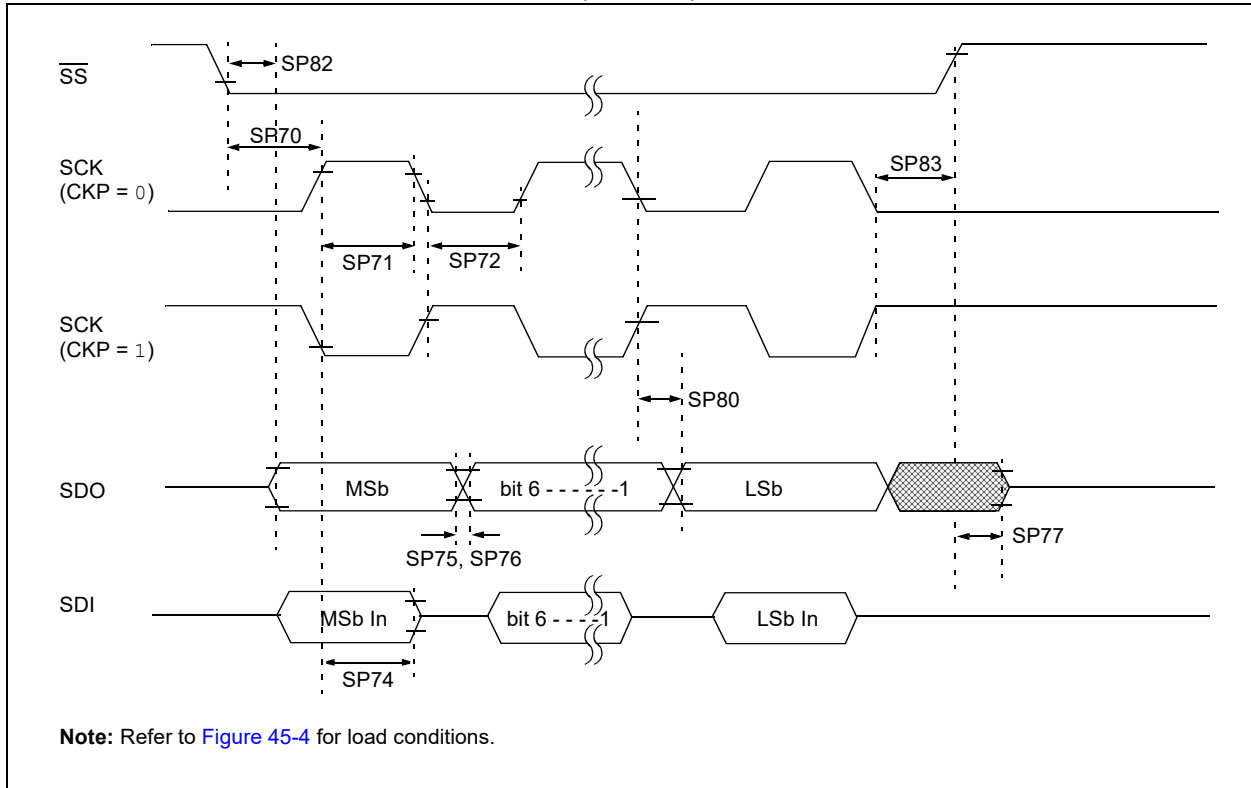 SS
SP82
SP70
SCK
(CKP = 0)
SP83
SP71
SP72
SCK
(CKP = 1)
SP80
SDO
MSb
bit 6 - - - - - -1
LSb
SP75, SP76
SP77
SDI
MSb In
bit 6 - - - -1
LSb In
SP74
Note: Refer to Figure 45-4 for load conditions.